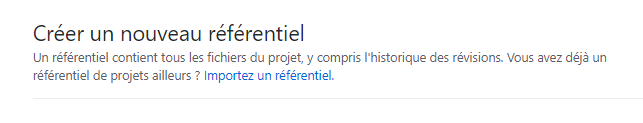 Créer un nouveau référentiel
Un référentiel contient tous les fichiers du projet, y compris l'historique des révisions. Vous avez déjà un
référentiel de projets ailleurs ? Importez un référentiel.